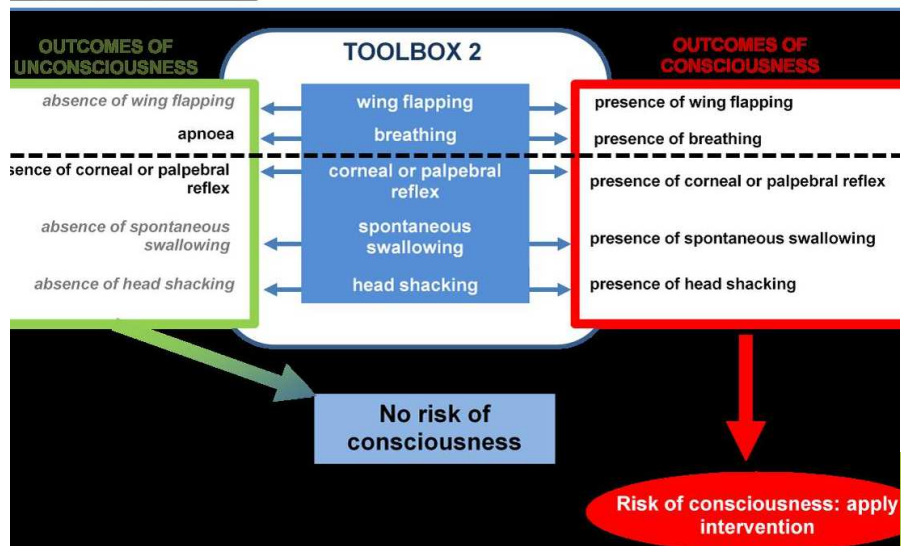 OUTCOMES OF
UNCONSCIOUSNESS
TOOLBOX 2
OUTCOMES OF
CONSCIOUSNESS
absence of wing flapping
wing flapping
presence of wing flapping
apnoea
breathing
presence of breathing
of corneal or palpebral
reflex
corneal or palpebral
reflex
presence of corneal or palpebral reflex
absence of spontaneous
swallowing
spontaneous
swallowing
presence of spontaneous swallowing
absence of head shacking
head shacking
presence of head shacking
No risk of
consciousness
Risk of consciousness: apply
intervention